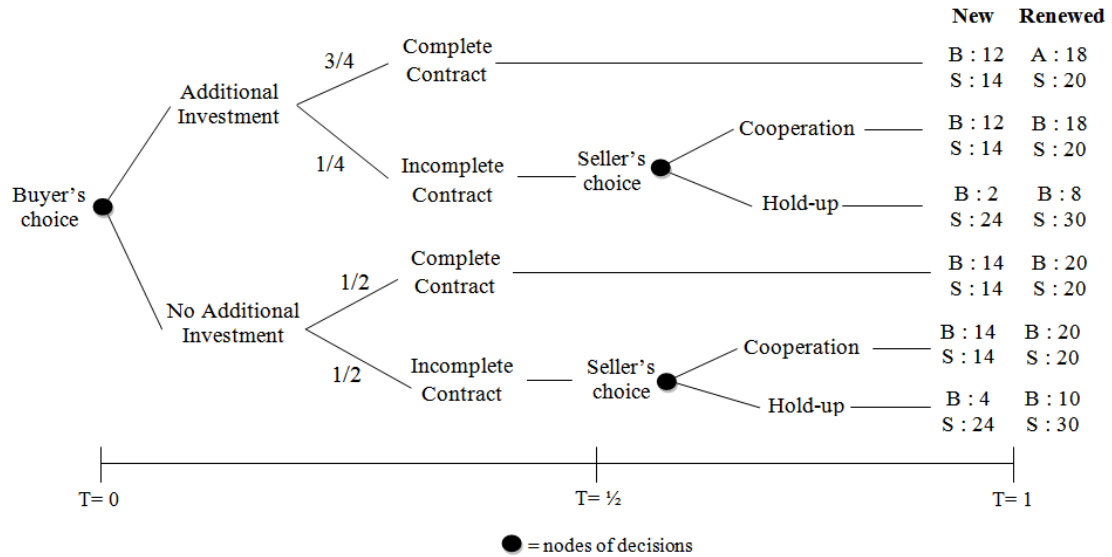 New Renewed
3/4
Complete
Contract
B : 12 A : 18
S : 14 S : 20
Additional
Investment
1/4
Incomplete
Contract
Seller's
choice
Cooperation
B : 12 B : 18
S : 14 S : 20
Hold-up
B : 2 B : 8
S : 24 S : 30
Buyer's
choice
1/2
Complete
Contract
B : 14 B : 20
S : 14 S : 20
No Additional
Investment
1/2
Incomplete
Contract
Seller's
choice
Cooperation
B : 14 B : 20
S : 14 S : 20
Hold-up
B : 4 B : 10
S : 24 S : 30
T= 0 T= ½ T= 1
= nodes of decisions